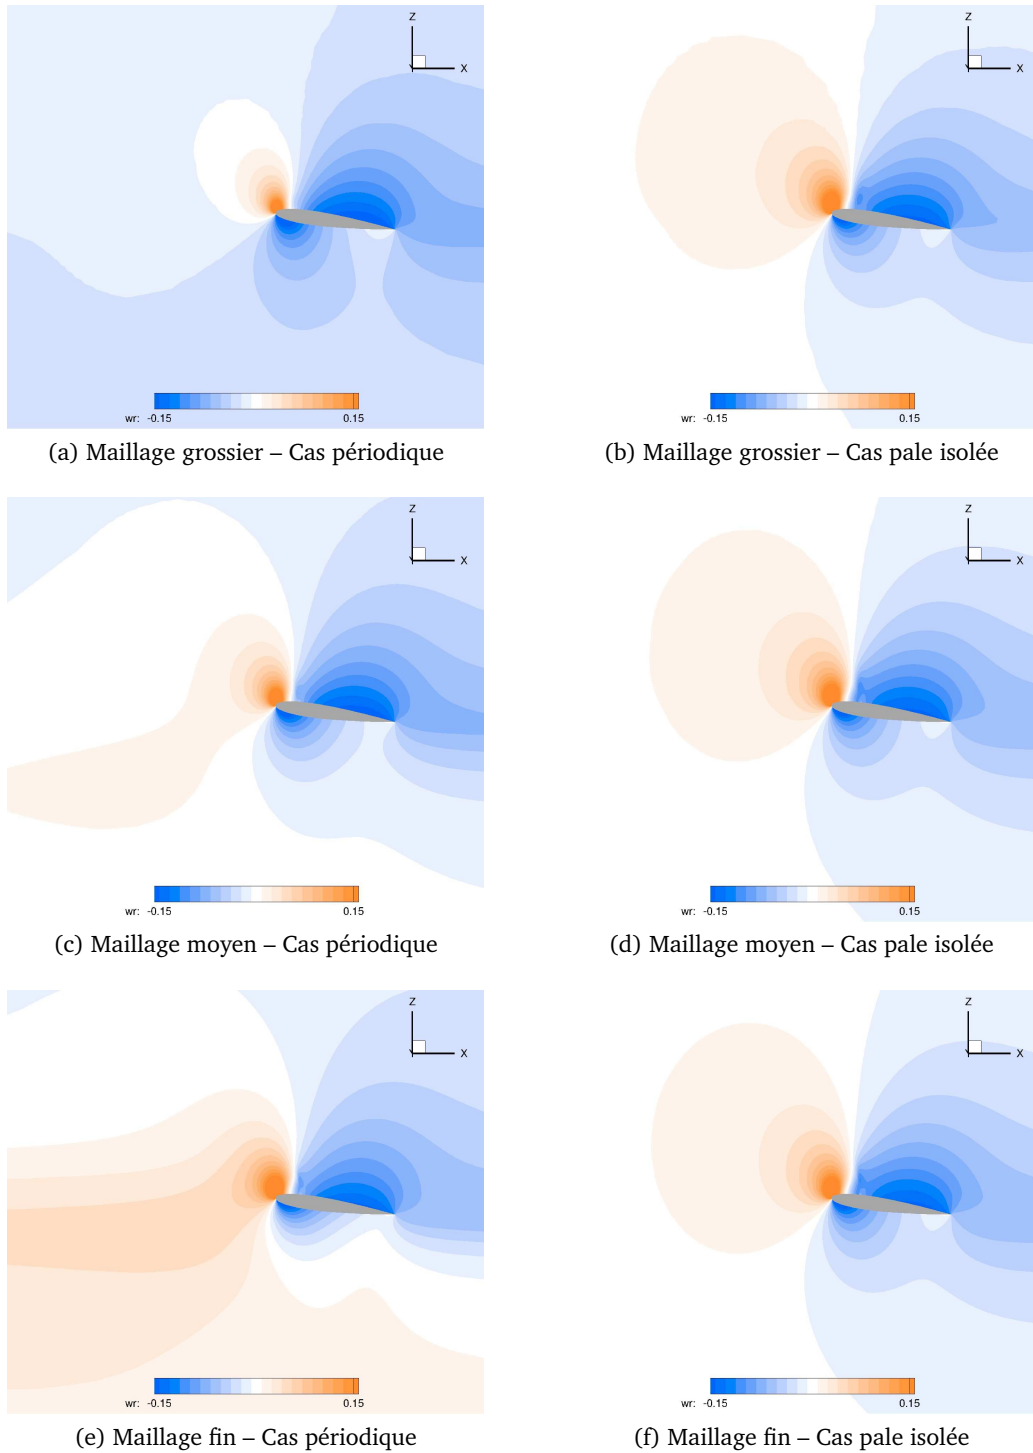 Z
X
wr: -0.15 0.15
(a) Maillage grossier – Cas périodique
Z
X
wr: -0.15 0.15
(b) Maillage grossier – Cas pale isolée
Z
X
wr: -0.15 0.15
(c) Maillage moyen – Cas périodique
Z
X
wr: -0.15 0.15
(d) Maillage moyen – Cas pale isolée
Z
X
wr: -0.15 0.15
(e) Maillage fin – Cas périodique
Z
X
wr: -0.15 0.15
(f) Maillage fin – Cas pale isolée